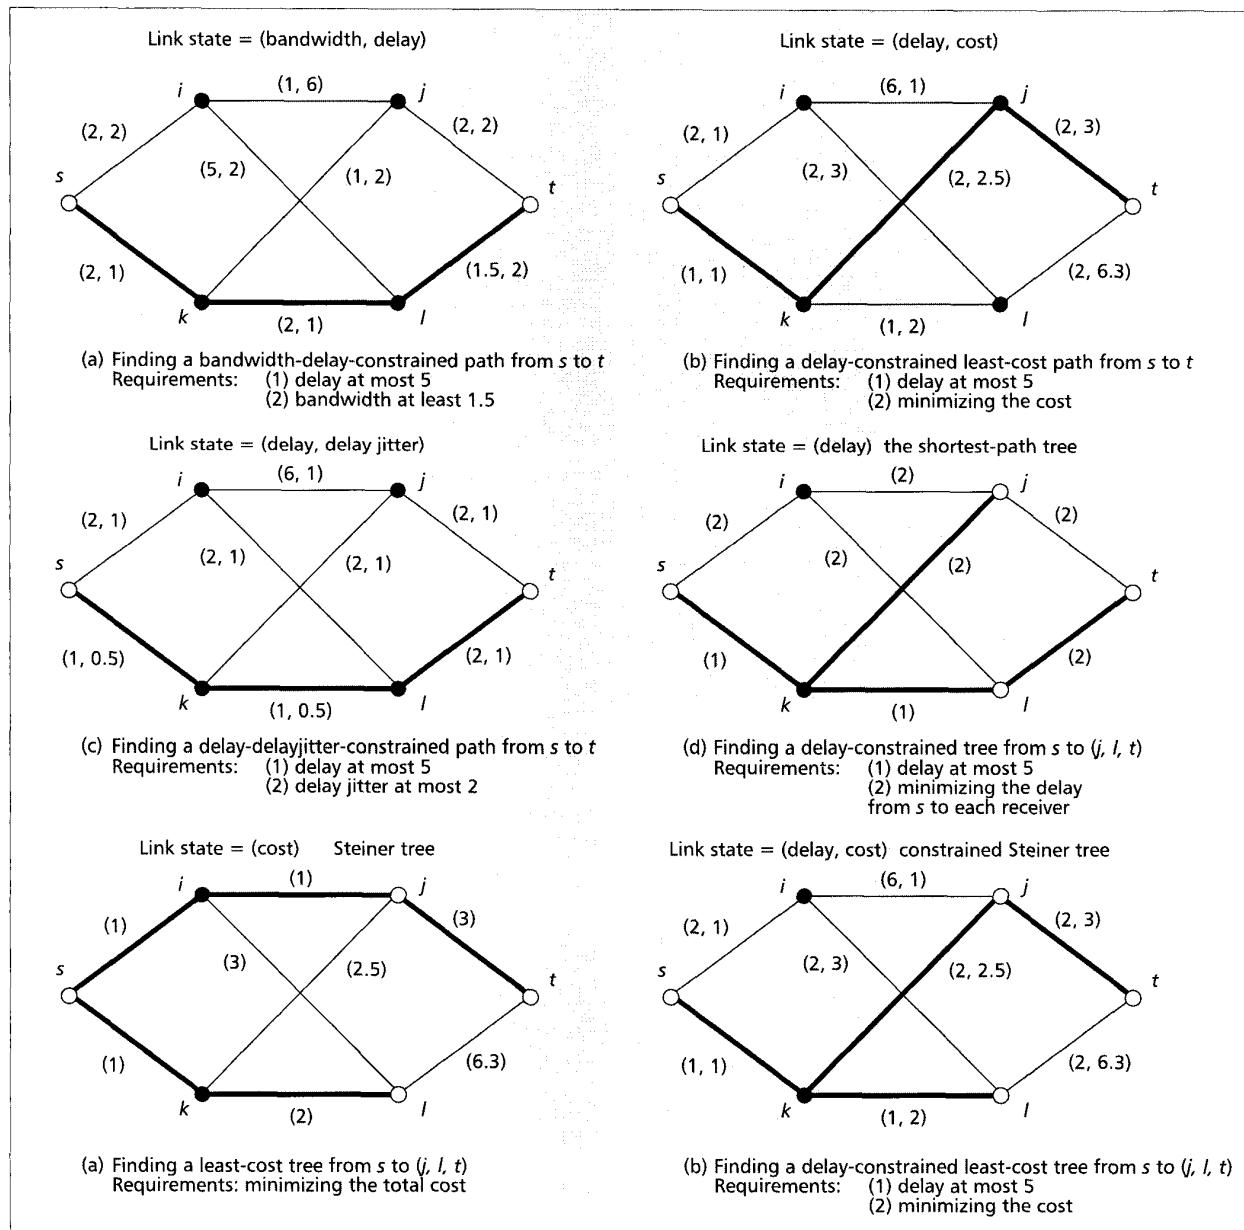 Link state = (bandwidth, delay)
i
(1, 6)
j
(2, 2)
(2, 2)
s
(5, 2)
(1, 2)
t
(2, 1)
(1.5, 2)
k
(2, 1)
l
(a) Finding a bandwidth-delay-constrained path from s to t
Requirements: (1) delay at most 5
(2) bandwidth at least 1.5
Link state = (delay, cost)
i
(6, 1)
j
(2, 1)
(2, 3)
s
(2, 3)
(2, 2.5)
t
(1, 1)
(2, 6.3)
k
(1, 2)
l
(b) Finding a delay-constrained least-cost path from s to t
Requirements: (1) delay at most 5
(2) minimizing the cost
Link state = (delay, delay jitter)
i
(6, 1)
j
(2, 1)
(2, 1)
s
(2, 1)
(2, 1)
t
(1, 0.5)
(2, 1)
k
(1, 0.5)
l
(c) Finding a delay-delayjitter-constrained path from s to t
Requirements: (1) delay at most 5
(2) delay jitter at most 2
Link state = (delay) the shortest-path tree
i
(2)
j
(2)
(2)
s
(2)
(2)
t
(1)
(2)
k
(1)
l
(d) Finding a delay-constrained tree from s to (j, l, t)
Requirements: (1) delay at most 5
(2) minimizing the delay
from s to each receiver
Link state = (cost) Steiner tree
i
(1)
j
(1)
(3)
s
(3)
(2.5)
t
(1)
(6.3)
k
(2)
l
(a) Finding a least-cost tree from s to (j, l, t)
Requirements: minimizing the total cost
Link state = (delay, cost) constrained Steiner tree
i
(6, 1)
j
(2, 1)
(2, 3)
s
(2, 3)
(2, 2.5)
t
(1, 1)
(2, 6.3)
k
(1, 2)
l
(b) Finding a delay-constrained least-cost tree from s to (j, l, t)
Requirements: (1) delay at most 5
(2) minimizing the cost